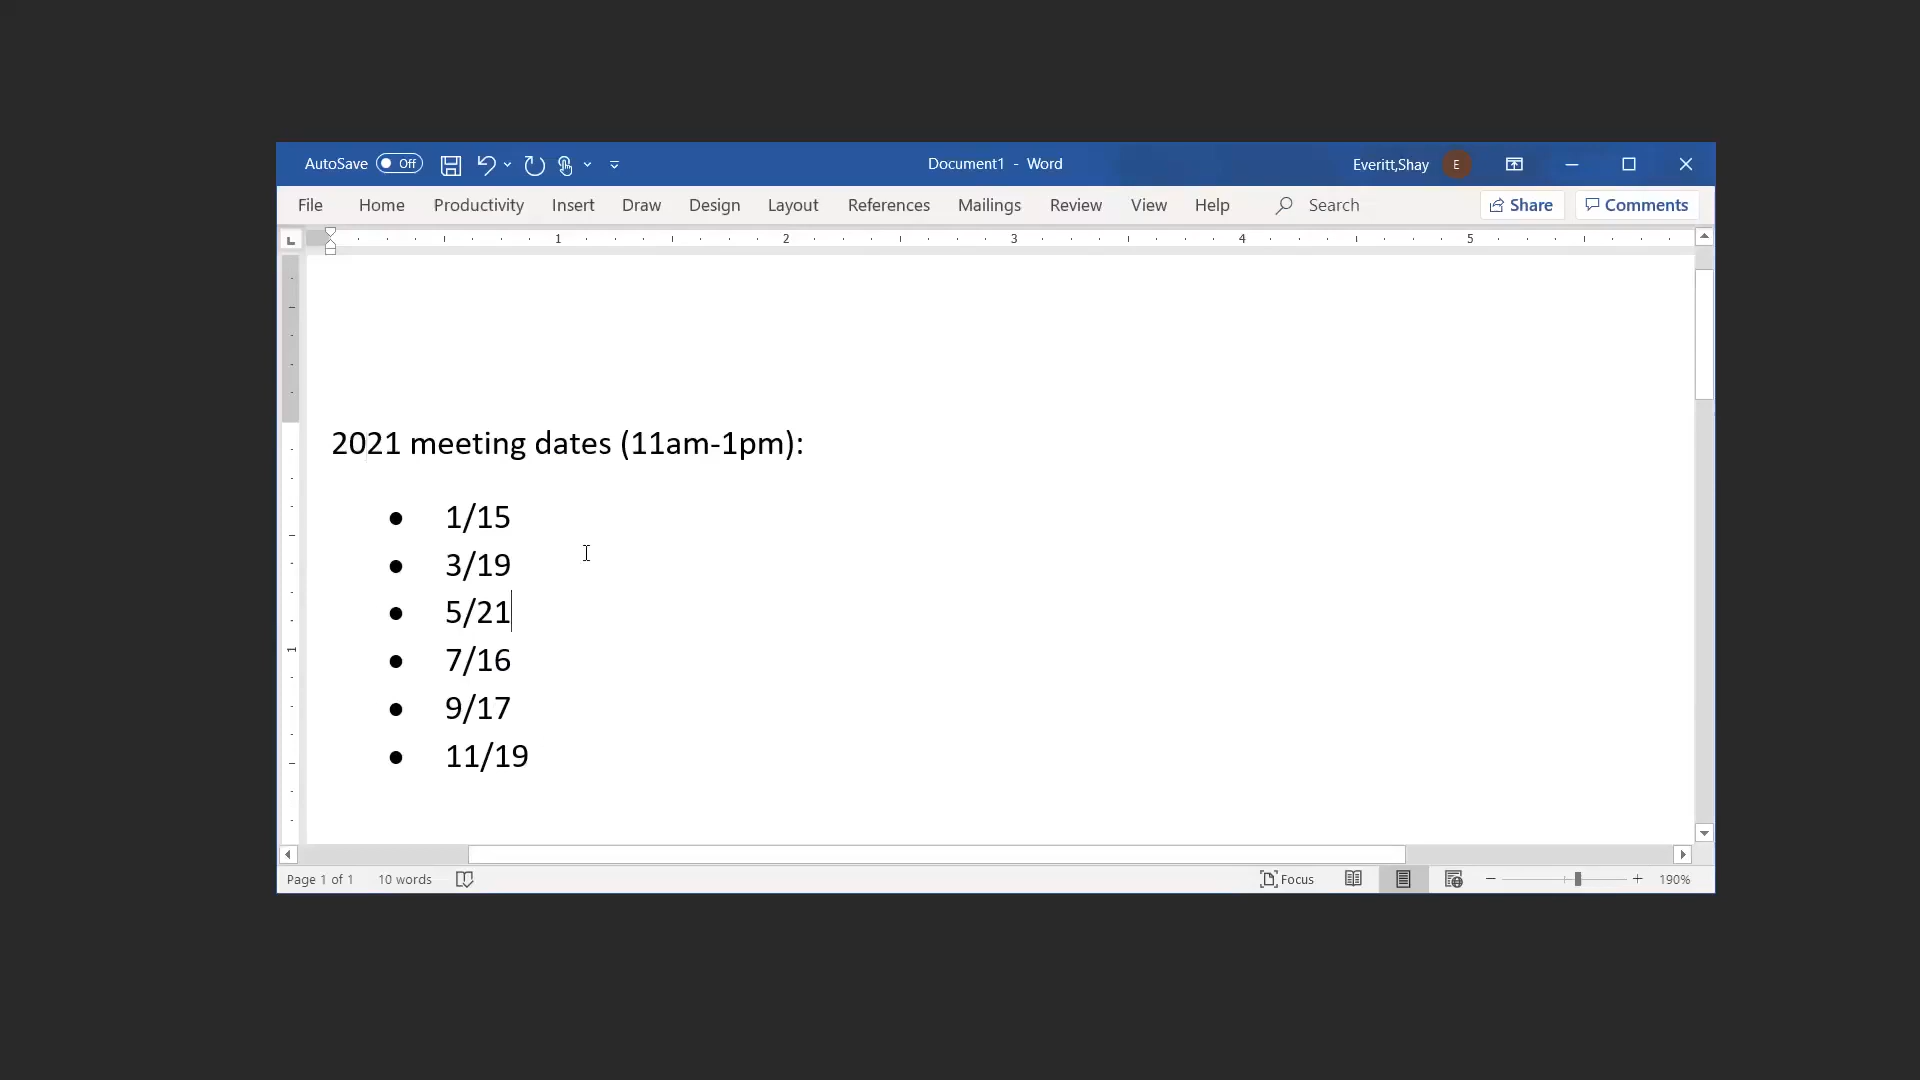 AutoSave Off Document1 - Word Everitt,Shay E
File Home Productivity Insert Draw Design Layout References Mailings Review View Help Search Share Comments
1 2 3 4 5
2021 meeting dates (11am-1pm):
● 1/15
● 3/19
● 5/21
● 7/16
● 9/17
● 11/19
1
Page 1 of 1 10 words Focus 190%